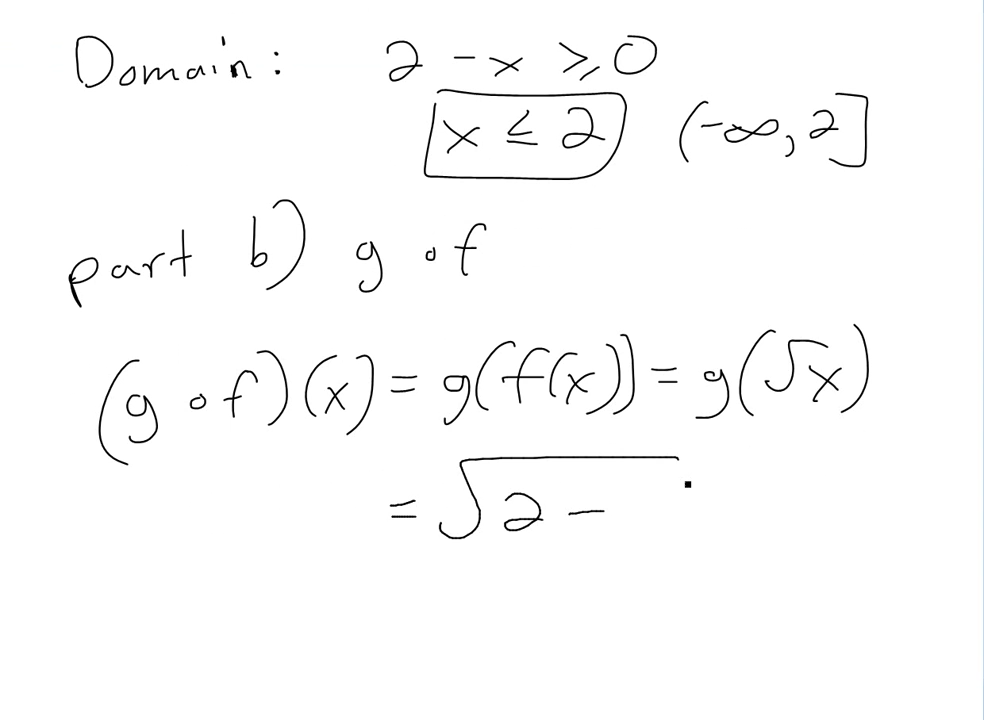 Domain: 2 - x ≥ 0
x ≤ 2 (-∞, 2]
part b) g ∘ f
(g ∘ f)(x) = g(f(x)) = g(√x)
= √2 -